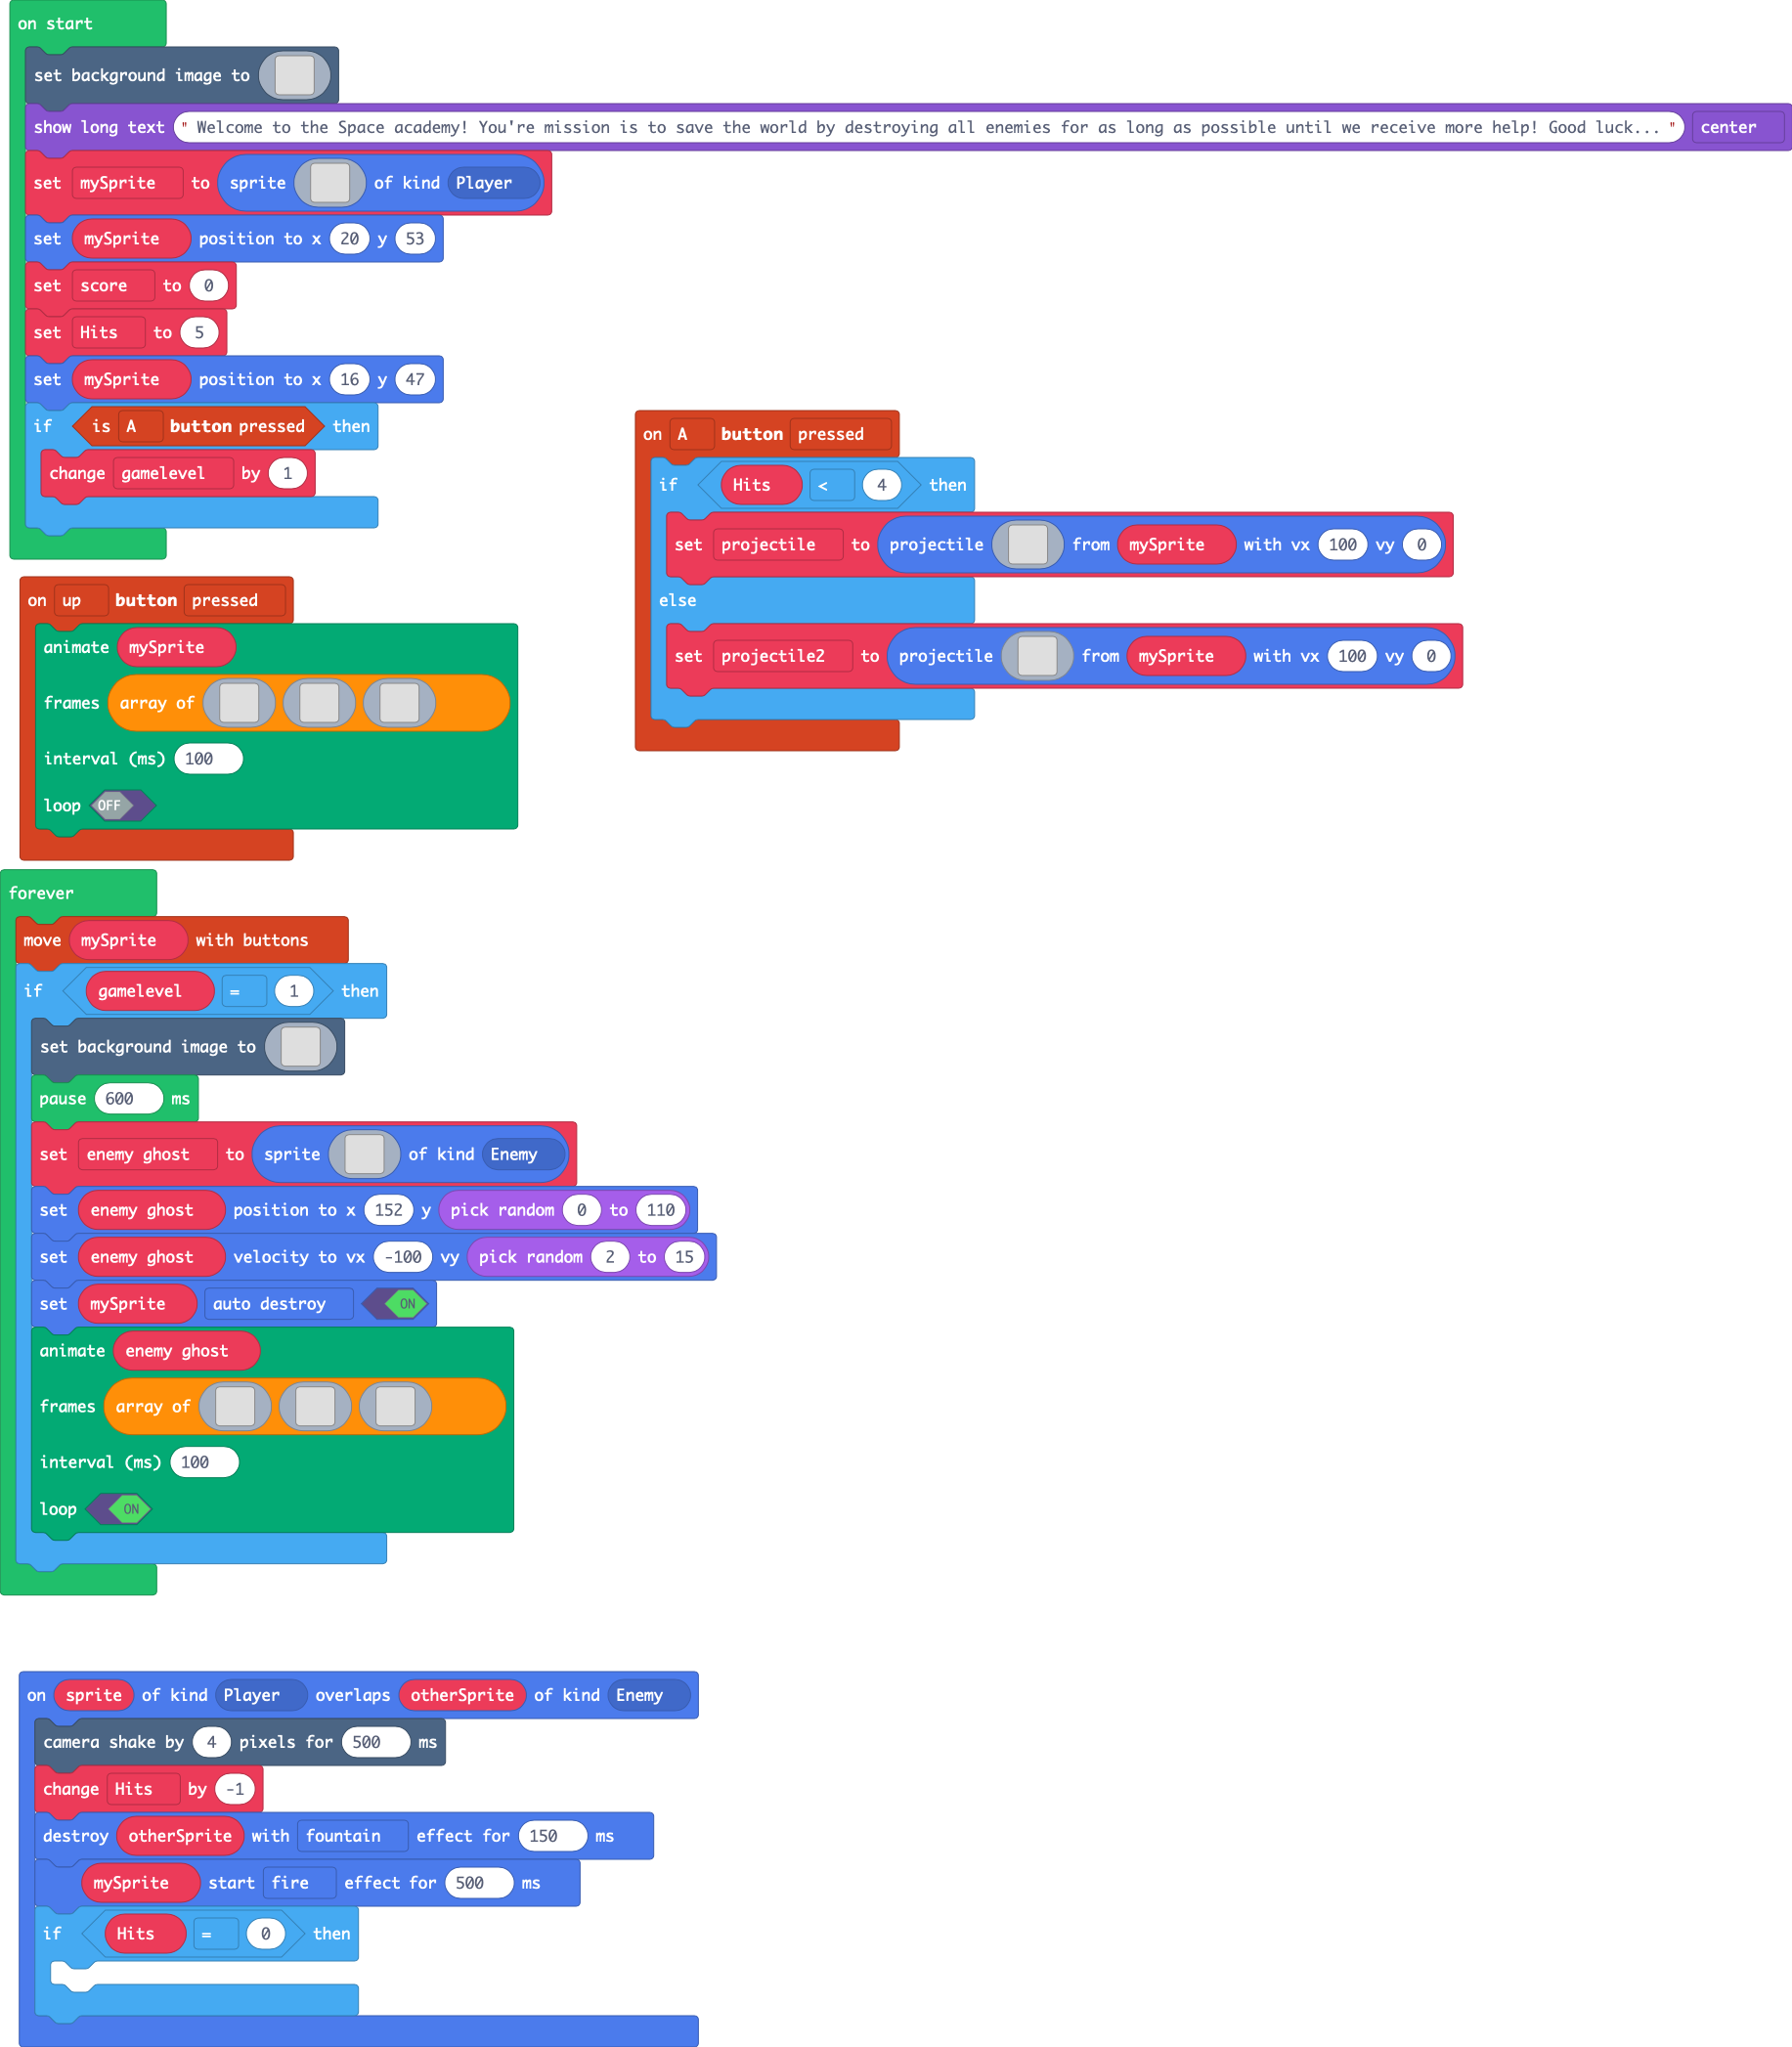 on start
set background image to
show long text " Welcome to the Space academy! You're mission is to save the world by destroying all enemies for as long as possible until we receive more help! Good luck... " center
set mySprite to sprite of kind Player
set mySprite position to x 20 y 53
set score to 0
set Hits to 5
set mySprite position to x 16 y 47
if is A button pressed then
change gamelevel by 1
on A button pressed
if Hits < 4 then
set projectile to projectile from mySprite with vx 100 vy 0
else
set projectile2 to projectile from mySprite with vx 100 vy 0
on up button pressed
animate mySprite
frames array of
interval (ms) 100
loop OFF
forever
move mySprite with buttons
if gamelevel = 1 then
set background image to
pause 600 ms
set enemy ghost to sprite of kind Enemy
set enemy ghost position to x 152 y pick random 0 to 110
set enemy ghost velocity to vx -100 vy pick random 2 to 15
set mySprite auto destroy ON
animate enemy ghost
frames array of
interval (ms) 100
loop ON
on sprite of kind Player overlaps otherSprite of kind Enemy
camera shake by 4 pixels for 500 ms
change Hits by -1
destroy otherSprite with fountain effect for 150 ms
mySprite start fire effect for 500 ms
if Hits = 0 then